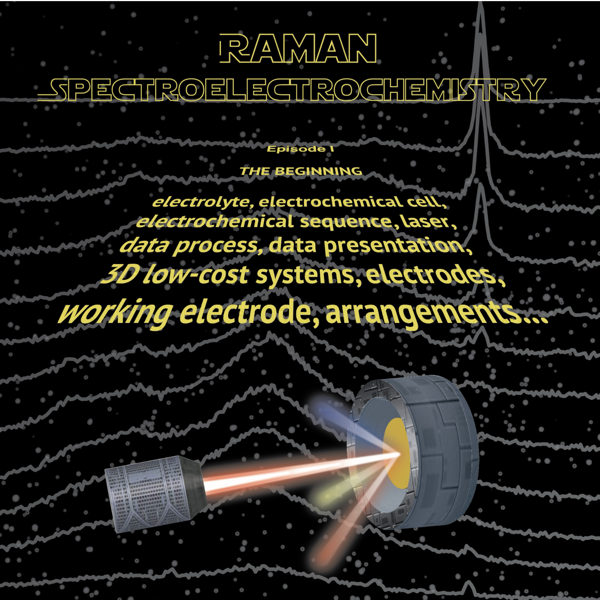 RAMAN
SPECTROELECTROCHEMISTRY
Episode I
THE BEGINNING
electrolyte, electrochemical cell,
electrochemical sequence, laser,
data process, data presentation,
3D low-cost systems, electrodes,
working electrode, arrangements...